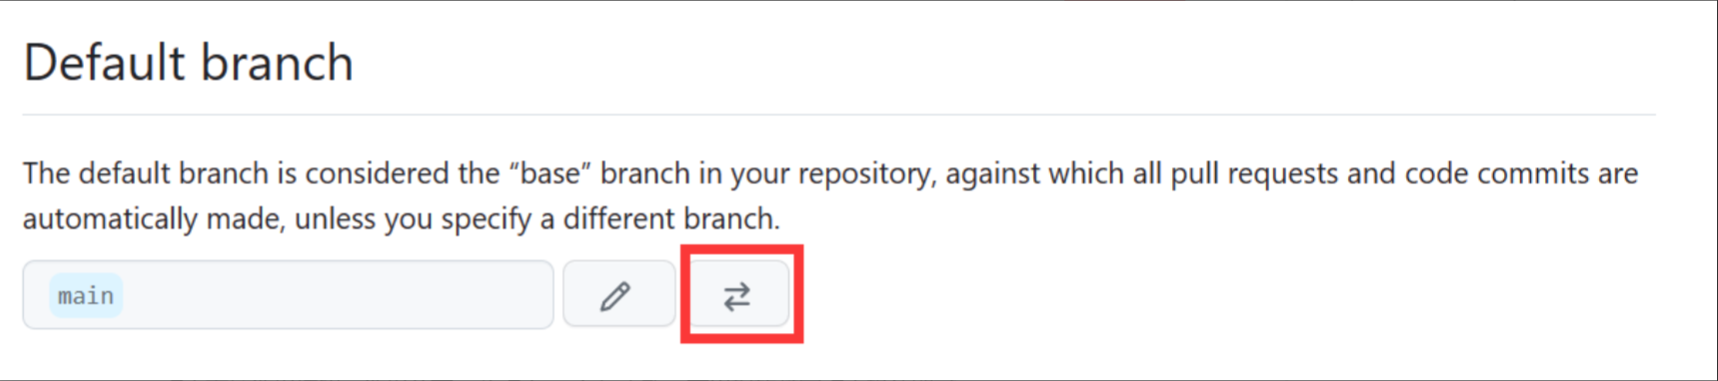 Default branch
The default branch is considered the “base” branch in your repository, against which all pull requests and code commits are
automatically made, unless you specify a different branch.
main